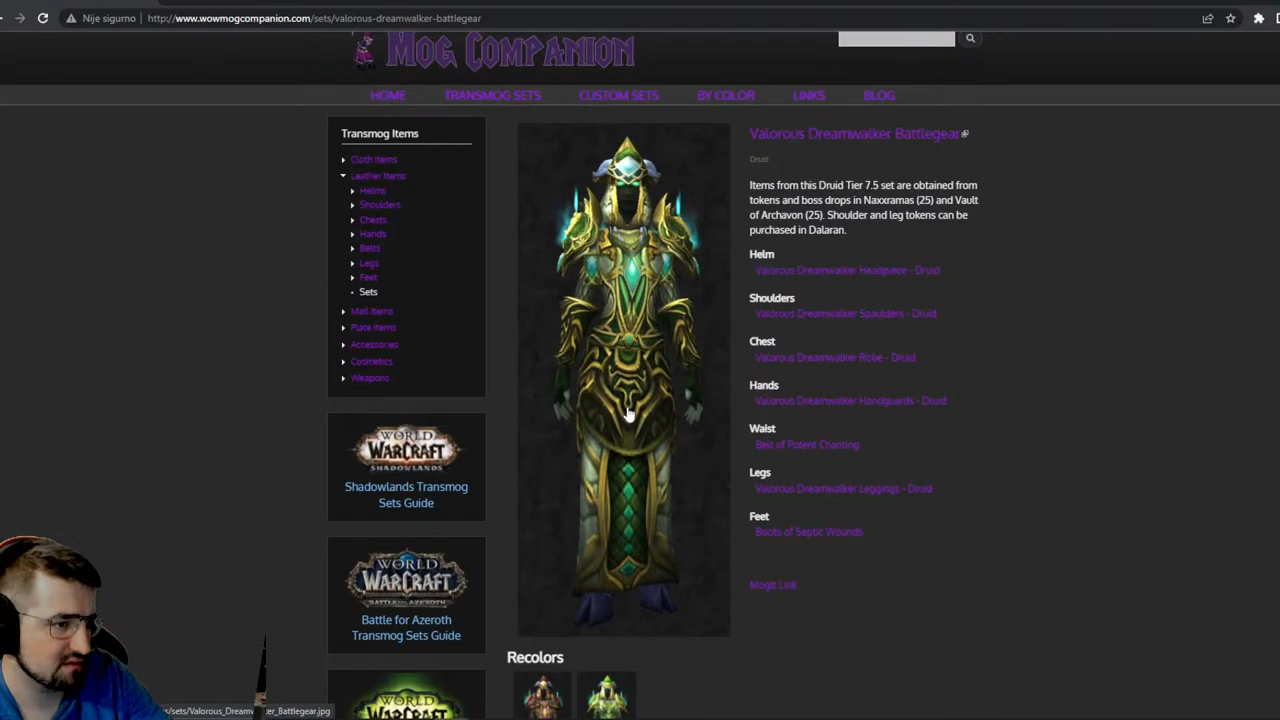 Nije sigurno
http://www.wowmogcompanion.com/sets/valorous-dreamwalker-battlegear
Mog Companion
HOME
TRANSMOG SETS
CUSTOM SETS
BY COLOR
LINKS
BLOG
Transmog Items
Cloth Items
Leather Items
Helms
Shoulders
Chests
Hands
Belts
Legs
Feet
Sets
Mail Items
Plate Items
Accessories
Cosmetics
Weapons
WORLD
WARCRAFT
SHADOWLANDS
Shadowlands Transmog
Sets Guide
WORLD
WARCRAFT
BATTLE FOR AZEROTH
Battle for Azeroth
Transmog Sets Guide
Valorous Dreamwalker Battlegear
Druid
Items from this Druid Tier 7.5 set are obtained from
tokens and boss drops in Naxxramas (25) and Vault
of Archavon (25). Shoulder and leg tokens can be
purchased in Dalaran.
Helm
Valorous Dreamwalker Headpiece - Druid
Shoulders
Valorous Dreamwalker Spaulders - Druid
Chest
Valorous Dreamwalker Robe - Druid
Hands
Valorous Dreamwalker Handguards - Druid
Waist
Belt of Potent Chanting
Legs
Valorous Dreamwalker Leggings - Druid
Feet
Boots of Septic Wounds
MogIt Link
Recolors